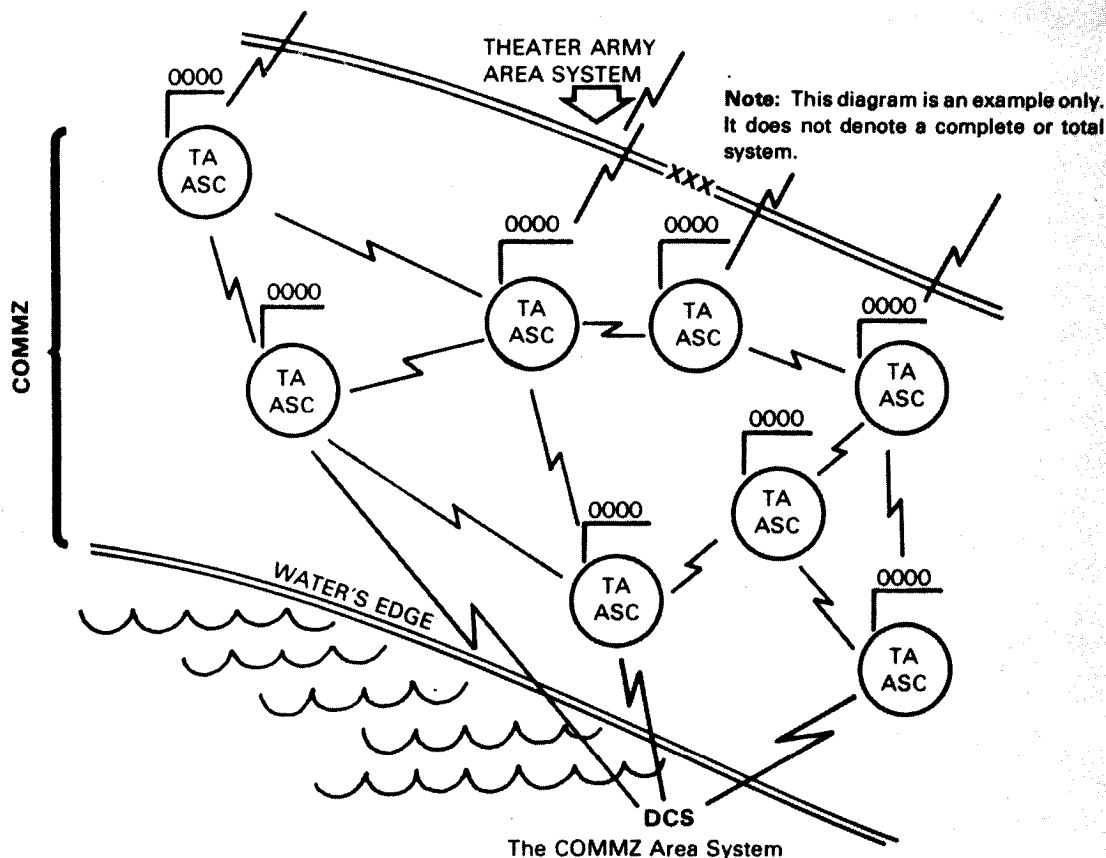 THEATER ARMY
AREA SYSTEM
Note: This diagram is an example only.
It does not denote a complete or total
system.
XXX
0000
TA
ASC
0000
TA
ASC
0000
TA
ASC
0000
TA
ASC
0000
TA
ASC
0000
TA
ASC
0000
TA
ASC
0000
TA
ASC
COMMZ
WATER'S EDGE
DCS
The COMMZ Area System